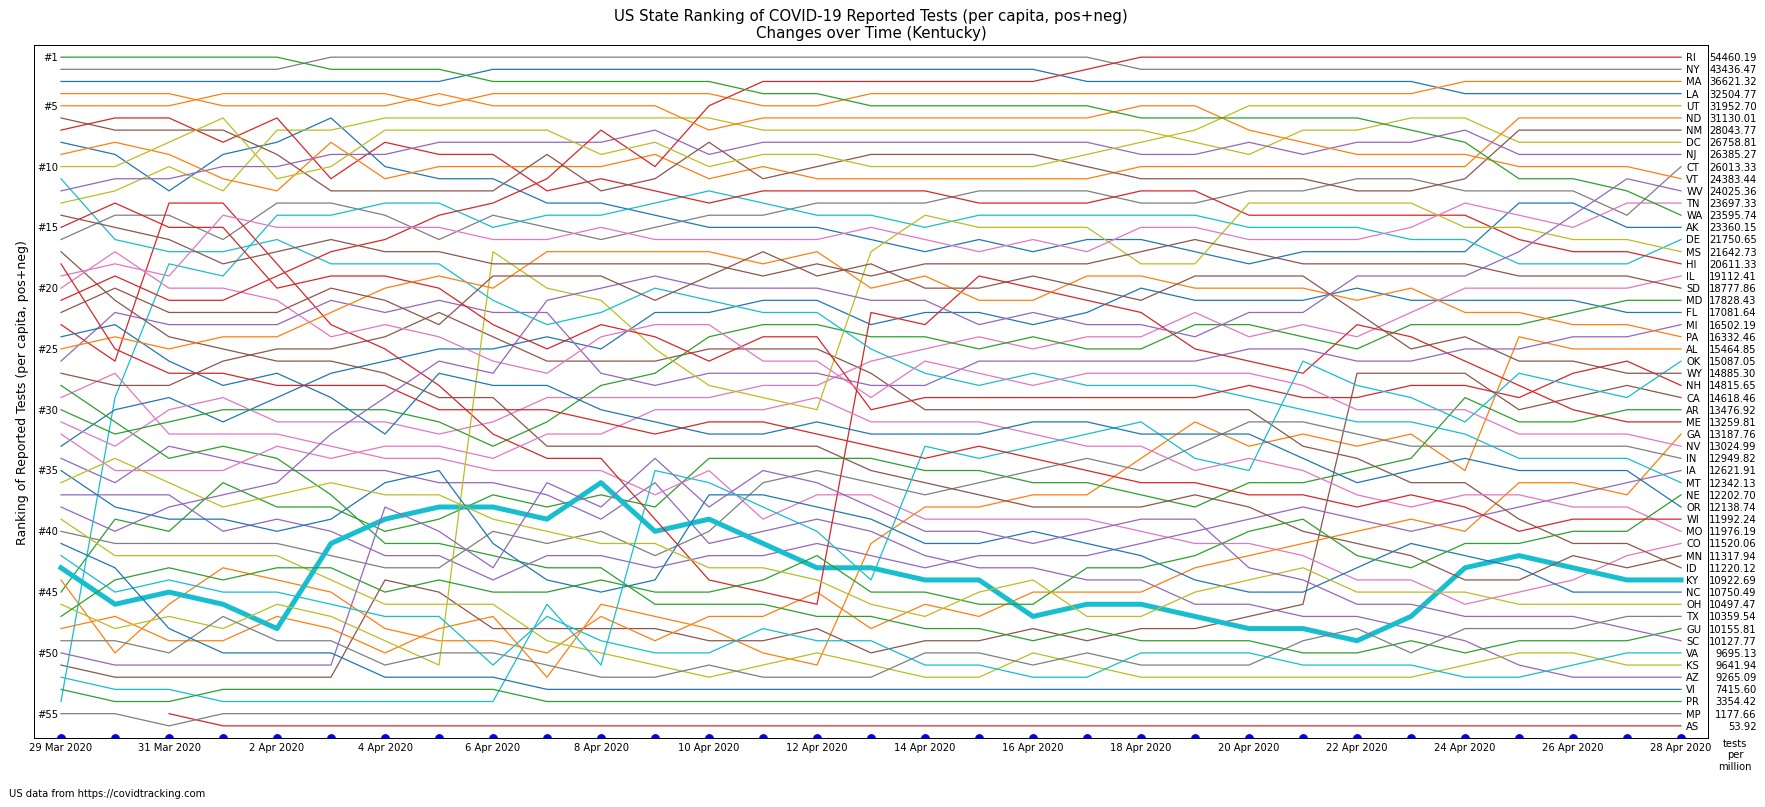 US State Ranking of COVID-19 Reported Tests (per capita, pos+neg)
Changes over Time (Kentucky)
Ranking of Reported Tests (per capita, pos+neg)
#1
#5
#10
#15
#20
#25
#30
#35
#40
#45
#50
#55
RI 54460.19
NY 43436.47
MA 36621.32
LA 32504.77
UT 31952.70
ND 31130.01
NM 28043.77
DC 26758.81
NJ 26385.27
CT 26013.33
VT 24383.44
WV 24025.36
TN 23697.33
WA 23595.74
AK 23360.15
DE 21750.65
MS 21642.73
HI 20611.33
IL 19112.41
SD 18777.86
MD 17828.43
FL 17081.64
MI 16502.19
PA 16332.46
AL 15464.85
OK 15087.05
WY 14885.30
NH 14815.65
CA 14618.46
AR 13476.92
ME 13259.81
GA 13187.76
NV 13024.99
IN 12949.82
IA 12621.91
MT 12342.13
NE 12202.70
OR 12138.74
WI 11992.24
MO 11976.19
CO 11520.06
MN 11317.94
ID 11220.12
KY 10922.69
NC 10750.49
OH 10497.47
TX 10359.54
GU 10155.81
SC 10127.77
VA 9695.13
KS 9641.94
AZ 9265.09
VI 7415.60
PR 3354.42
MP 1177.66
AS 53.92
29 Mar 2020 31 Mar 2020 2 Apr 2020 4 Apr 2020 6 Apr 2020 8 Apr 2020 10 Apr 2020 12 Apr 2020 14 Apr 2020 16 Apr 2020 18 Apr 2020 20 Apr 2020 22 Apr 2020 24 Apr 2020 26 Apr 2020 28 Apr 2020
tests
per
million
US data from https://covidtracking.com